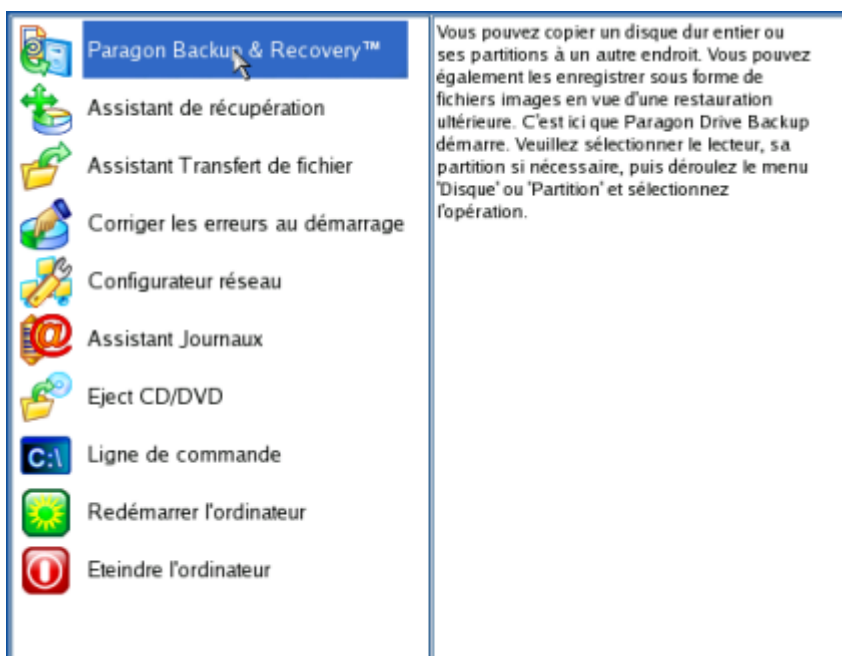 Paragon Backup & Recovery™
Assistant de récupération
Assistant Transfert de fichier
Corriger les erreurs au démarrage
Configurateur réseau
Assistant Journaux
Eject CD/DVD
C:\
Ligne de commande
Redémarrer l'ordinateur
Eteindre l'ordinateur
Vous pouvez copier un disque dur entier ou
ses partitions à un autre endroit. Vous pouvez
également les enregistrer sous forme de
fichiers images en vue d'une restauration
ultérieure. C'est ici que Paragon Drive Backup
démarre. Veuillez sélectionner le lecteur, sa
partition si nécessaire, puis déroulez le menu
'Disque' ou 'Partition' et sélectionnez
l'opération.